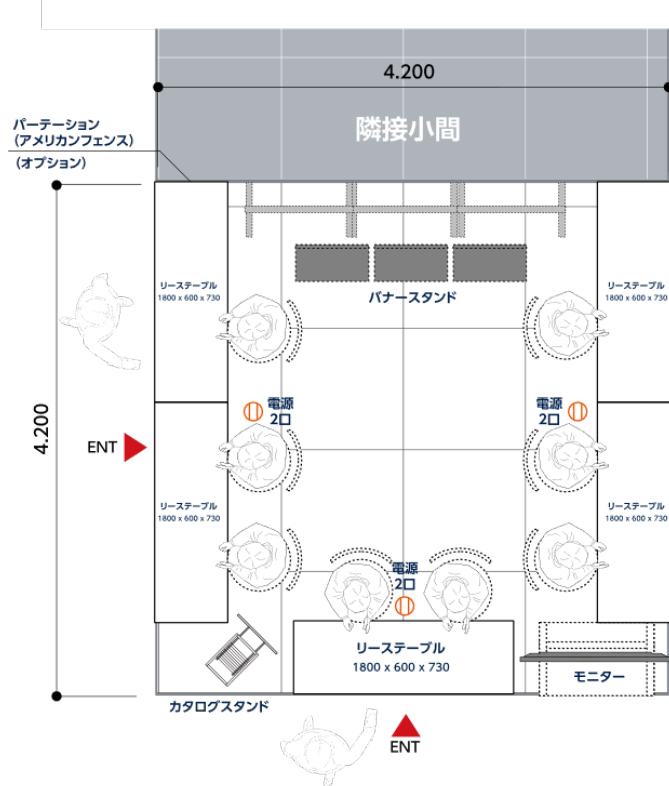 4.200
隣接小間
パーテーション
(アメリカンフェンス)
(オプション)
リーステーブル
1800 x 600 x 730
バナースタンド
リーステーブル
1800 x 600 x 730
電源
2口
電源
2口
4.200
ENT
リーステーブル
1800 x 600 x 730
リーステーブル
1800 x 600 x 730
電源
2口
リーステーブル
1800 x 600 x 730
モニター
カタログスタンド
ENT